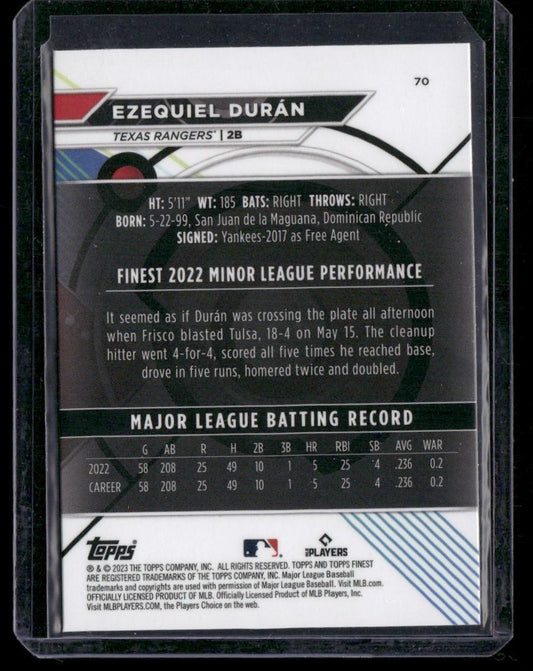 70
EZEQUIEL DURÁN
TEXAS RANGERS® | 2B
HT: 5'11" WT: 185 BATS: RIGHT THROWS: RIGHT
BORN: 5-22-99, San Juan de la Maguana, Dominican Republic
SIGNED: Yankees-2017 as Free Agent
FINEST 2022 MINOR LEAGUE PERFORMANCE
It seemed as if Durán was crossing the plate all afternoon
when Frisco blasted Tulsa, 18-4 on May 15. The cleanup
hitter went 4-for-4, scored all five times he reached base,
drove in five runs, homered twice and doubled.
MAJOR LEAGUE BATTING RECORD
G AB R H 2B 3B HR RBI SB AVG WAR
2022 58 208 25 49 10 1 5 25 4 .236 0.2
CAREER 58 208 25 49 10 1 5 25 4 .236 0.2
Topps
MLB PLAYERS
® & © 2023 THE TOPPS COMPANY, INC. ALL RIGHTS RESERVED. TOPPS AND TOPPS FINEST
ARE REGISTERED TRADEMARKS OF THE TOPPS COMPANY, INC. Major League Baseball
trademarks and copyrights are used with permission of Major League Baseball. Visit MLB.com.
OFFICIALLY LICENSED PRODUCT OF MLB Players, Inc.
Visit MLBPLAYERS.COM, the Players Choice on the web.